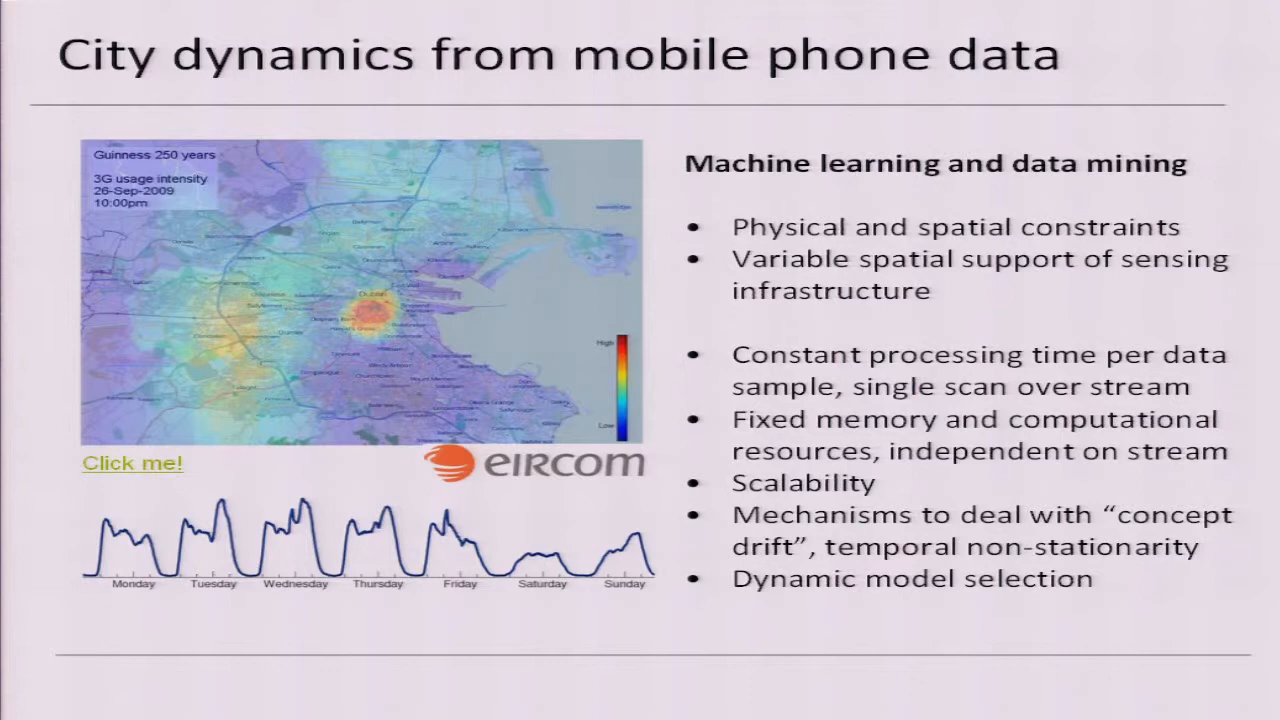 City dynamics from mobile phone data
Guinness 250 years
3G usage intensity
26-Sep-2009
10:00pm
Dublin
High
Low
Click me!
eircom
Monday Tuesday Wednesday Thursday Friday Saturday Sunday
Machine learning and data mining
• Physical and spatial constraints
• Variable spatial support of sensing
infrastructure
• Constant processing time per data
sample, single scan over stream
• Fixed memory and computational
resources, independent on stream
• Scalability
• Mechanisms to deal with “concept
drift”, temporal non-stationarity
• Dynamic model selection